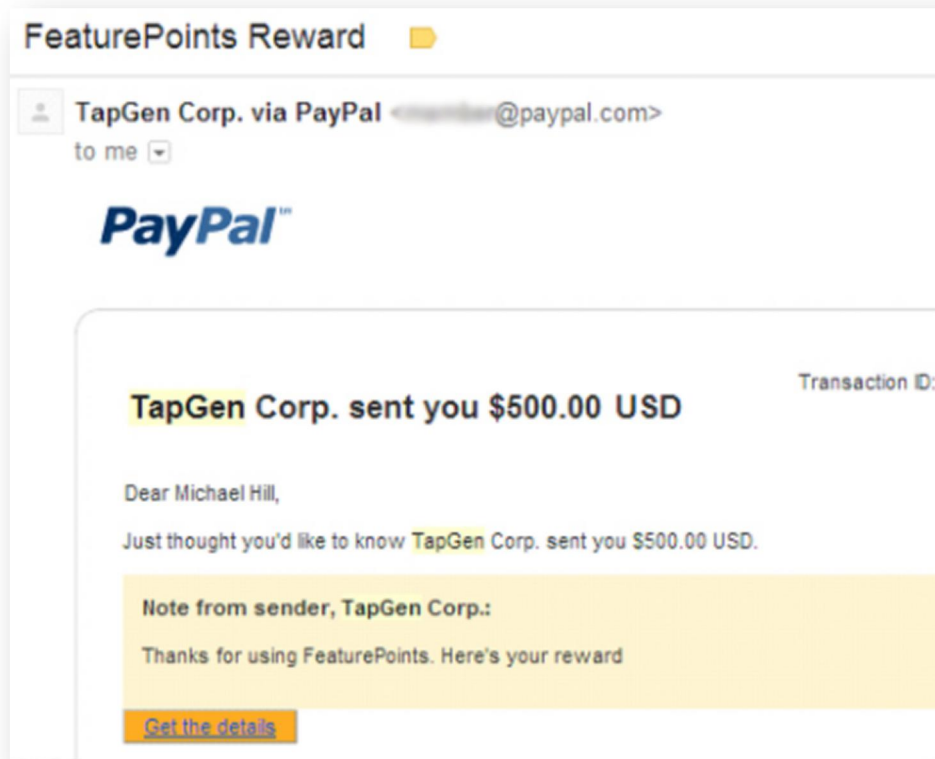 FeaturePoints Reward
TapGen Corp. via PayPal < @paypal.com>
to me
PayPal™
Transaction ID:
TapGen Corp. sent you $500.00 USD
Dear Michael Hill,
Just thought you'd like to know TapGen Corp. sent you $500.00 USD.
Note from sender, TapGen Corp.:
Thanks for using FeaturePoints. Here's your reward
Get the details